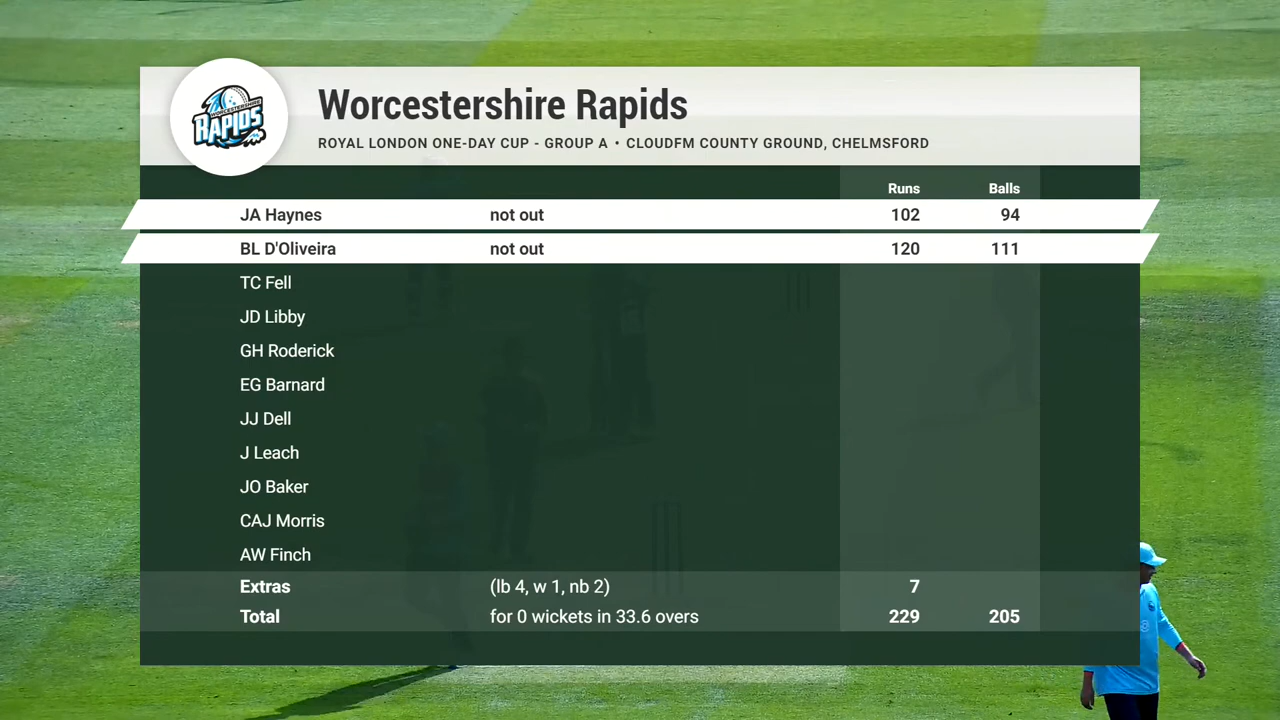 WORCESTERSHIRE
RAPIDS
Worcestershire Rapids
ROYAL LONDON ONE-DAY CUP - GROUP A • CLOUDFM COUNTY GROUND, CHELMSFORD
Runs Balls
JA Haynes not out 102 94
BL D'Oliveira not out 120 111
TC Fell
JD Libby
GH Roderick
EG Barnard
JJ Dell
J Leach
JO Baker
CAJ Morris
AW Finch
Extras (lb 4, w 1, nb 2) 7
Total for 0 wickets in 33.6 overs 229 205